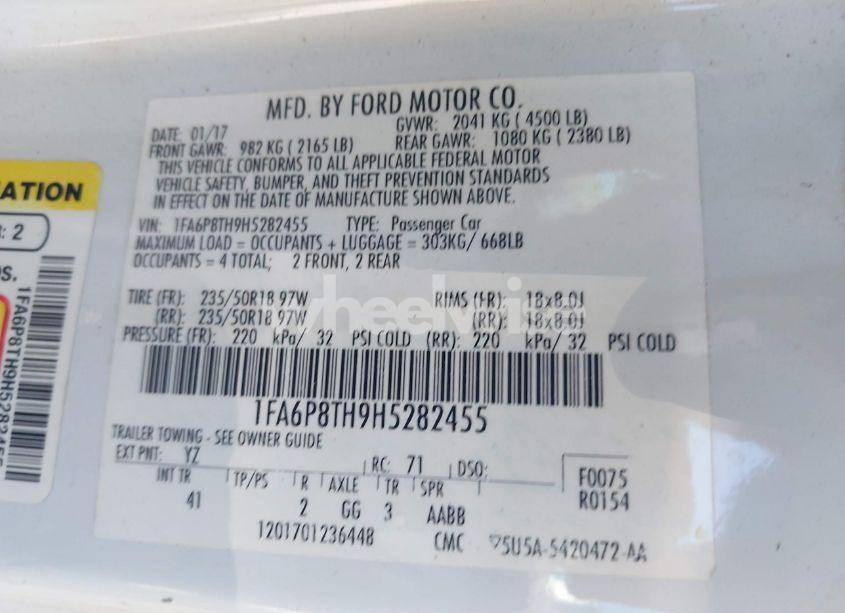 MFD. BY FORD MOTOR CO.
DATE: 01/17 GVWR: 2041 KG ( 4500 LB)
FRONT GAWR: 982 KG ( 2165 LB) REAR GAWR: 1080 KG ( 2380 LB)
THIS VEHICLE CONFORMS TO ALL APPLICABLE FEDERAL MOTOR
VEHICLE SAFETY, BUMPER, AND THEFT PREVENTION STANDARDS
IN EFFECT ON THE DATE OF MANUFACTURE SHOWN ABOVE.
VIN: 1FA6P8TH9H5282455 TYPE: Passenger Car
MAXIMUM LOAD = OCCUPANTS + LUGGAGE = 303KG/ 668LB
OCCUPANTS = 4 TOTAL; 2 FRONT, 2 REAR
TIRE (FR): 235/50R18 97W RIMS (FR): 18x8.0J
(RR): 235/50R18 97W (RR): 18x8.0J
PRESSURE (FR): 220 kPa/ 32 PSI COLD (RR): 220 kPa/ 32 PSI COLD
1FA6P8TH9H5282455
TRAILER TOWING - SEE OWNER GUIDE
EXT PNT: YZ RC: 71 DSO:
INT TR TP/PS R AXLE TR SPR
41 2 GG 3 AABB
F0075
R0154
1201701236448 CMC 5U5A-5420472-AA
ATION
: 2
S.
1FA6P8TH9H5282455